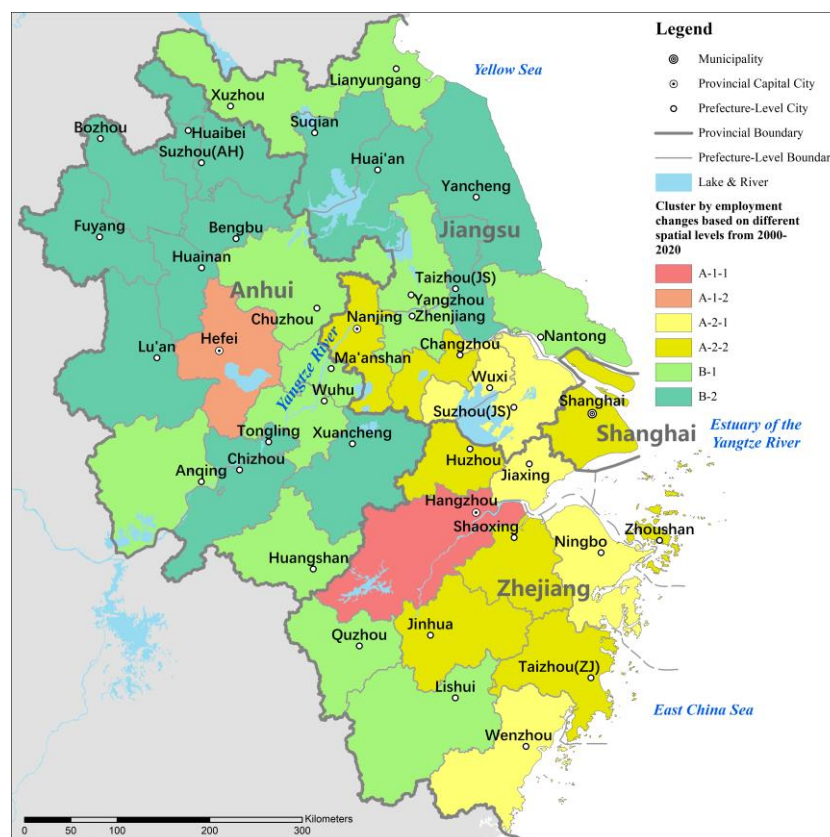 Legend
Municipality
Provincial Capital City
Prefecture-Level City
Provincial Boundary
Prefecture-Level Boundar
Lake & River
Cluster by employment
changes based on different
spatial levels from 2000-
2020
A-1-1
A-1-2
A-2-1
A-2-2
B-1
B-2
Yellow Sea
Lianyungang
Xuzhou
Suqian
Bozhou
Huaibei
Suzhou(AH)
Huai'an
Yancheng
Fuyang
Bengbu
Jiangsu
Huainan
Anhui
Taizhou(JS)
Yangzhou
Zhenjiang
Chuzhou
Nanjing
Nantong
Lu'an
Hefei
Changzhou
Ma'anshan
Yangtze River
Wuhu
Wuxi
Suzhou(JS)
Shanghai
Shanghai
Estuary of the
Yangtze River
Tongling
Xuancheng
Chizhou
Anqing
Huzhou
Jiaxing
Hangzhou
Shaoxing
Ningbo
Zhoushan
Huangshan
Zhejiang
Quzhou
Jinhua
Taizhou(ZJ)
Lishui
East China Sea
Wenzhou
0 50 100 200 300
Kilometers